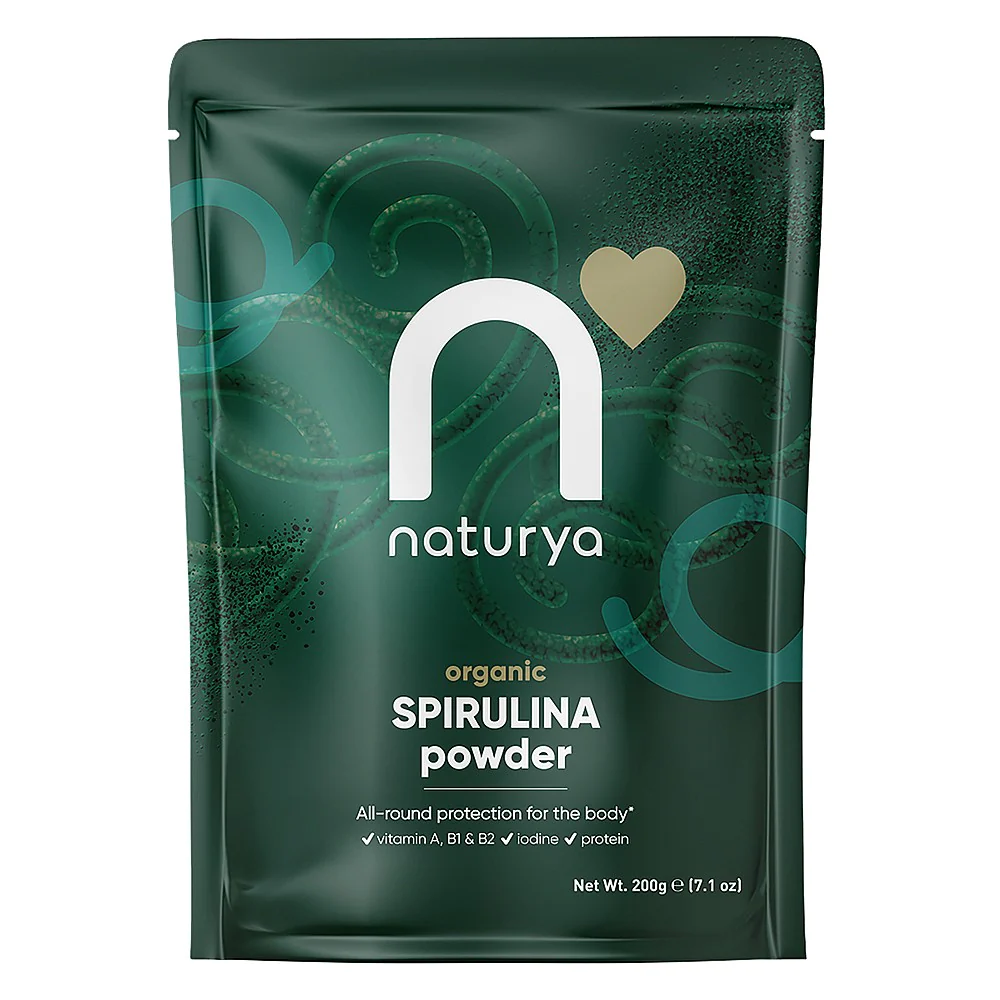 n
naturya
organic
SPIRULINA
powder
All-round protection for the body*
✓vitamin A, B1 & B2 ✓iodine ✓protein
Net Wt. 200g ℮ (7.1 oz)